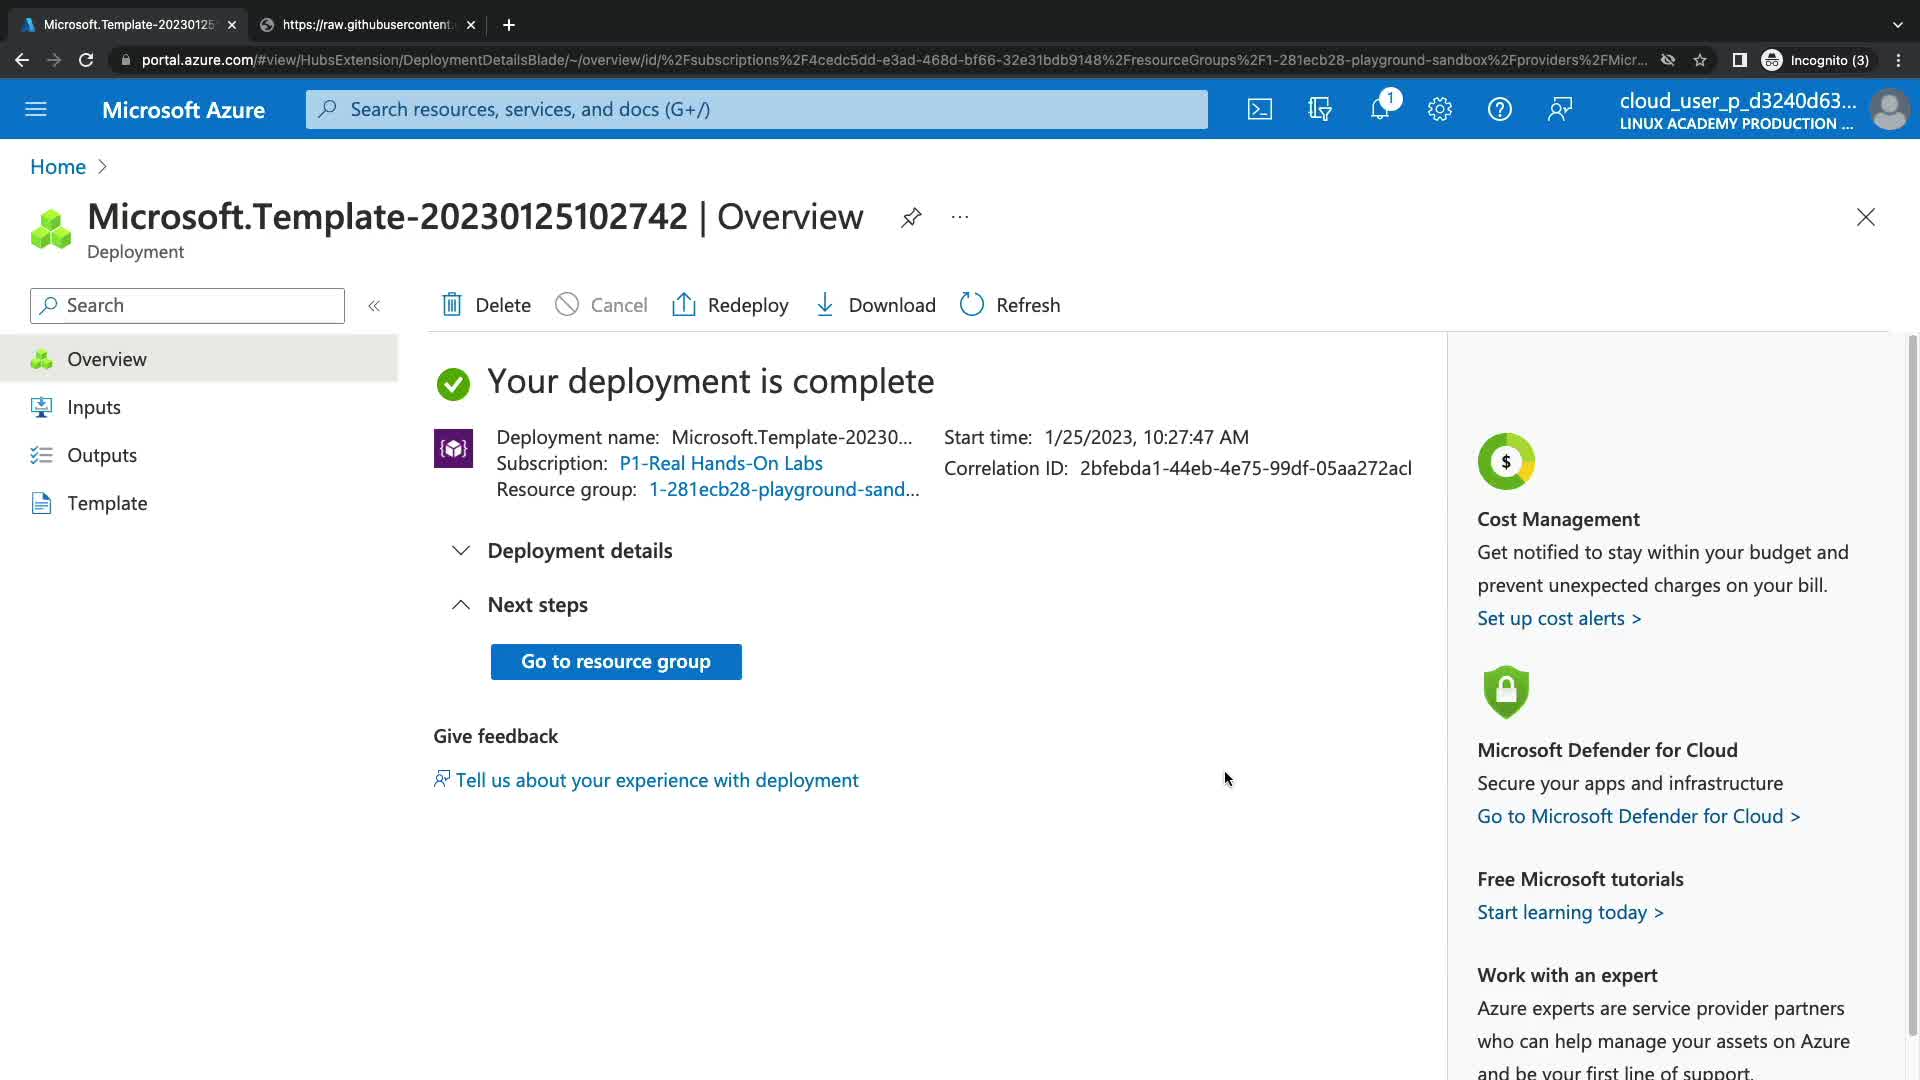 Microsoft.Template-20230125
https://raw.githubusercontent.
portal.azure.com/#view/HubsExtension/DeploymentDetailsBlade/~/overview/id/%2Fsubscriptions%2F4cedc5dd-e3ad-468d-bf66-32e31bdb9148%2FresourceGroups%2F1-281ecb28-playground-sandbox%2Fproviders%2FMicr...
Incognito (3)
Microsoft Azure
Search resources, services, and docs (G+/)
1
cloud_user_p_d3240d63...
LINUX ACADEMY PRODUCTION ...
Home >
Microsoft.Template-20230125102742 | Overview
Deployment
Search
Delete
Cancel
Redeploy
Download
Refresh
Overview
Inputs
Outputs
Template
Your deployment is complete
Deployment name: Microsoft.Template-20230...
Subscription: P1-Real Hands-On Labs
Resource group: 1-281ecb28-playground-sand...
Start time: 1/25/2023, 10:27:47 AM
Correlation ID: 2bfebda1-44eb-4e75-99df-05aa272acl
Deployment details
Next steps
Go to resource group
Give feedback
Tell us about your experience with deployment
$
Cost Management
Get notified to stay within your budget and
prevent unexpected charges on your bill.
Set up cost alerts >
Microsoft Defender for Cloud
Secure your apps and infrastructure
Go to Microsoft Defender for Cloud >
Free Microsoft tutorials
Start learning today >
Work with an expert
Azure experts are service provider partners
who can help manage your assets on Azure
and be your first line of support.